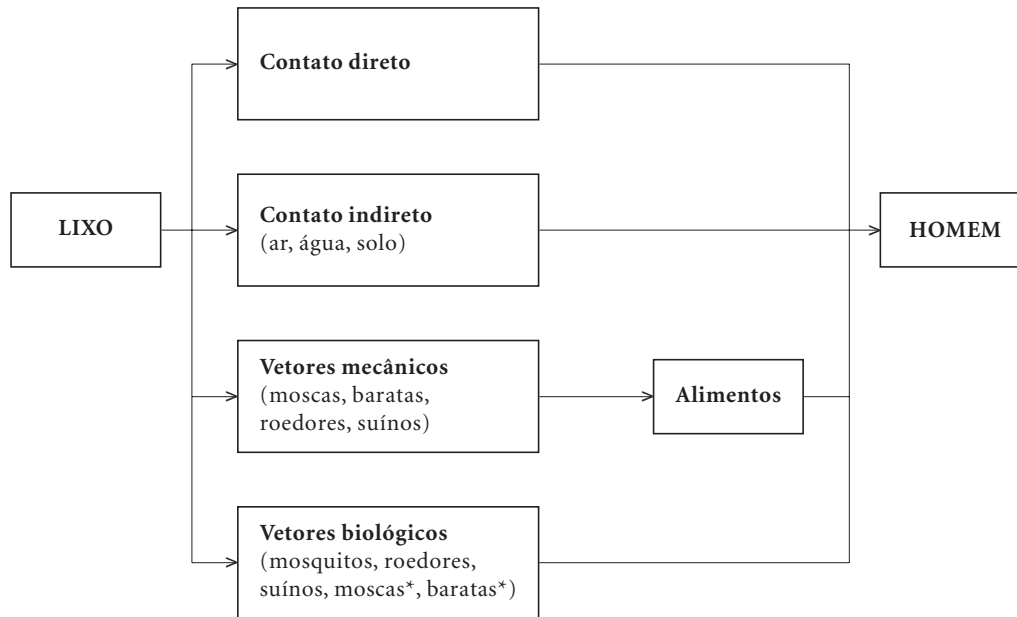 Contato direto
LIXO
Contato indireto
(ar, água, solo)
HOMEM
Vetores mecânicos
(moscas, baratas,
roedores, suínos)
Alimentos
Vetores biológicos
(mosquitos, roedores,
suínos, moscas*, baratas*)